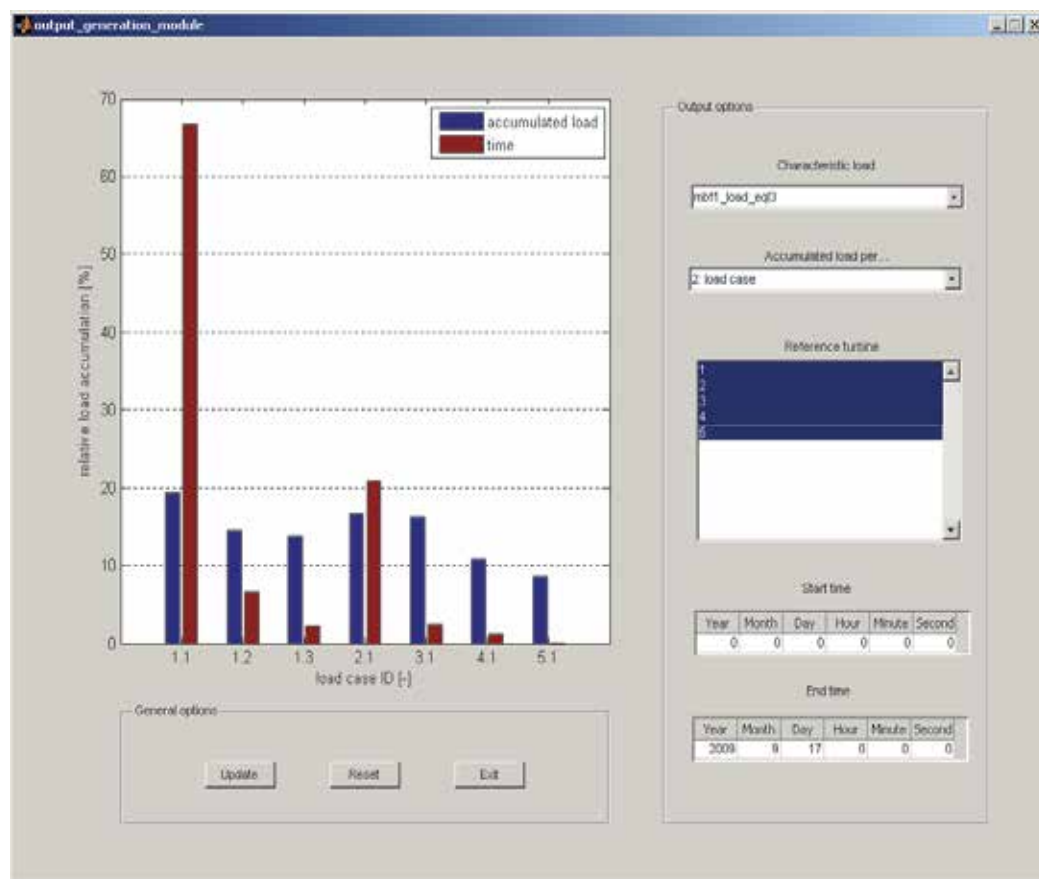 output_generation_module
70
60
50
40
30
20
10
0
relative load accumulation [%]
accumulated load
time
1.1 1.2 1.3 2.1 3.1 4.1 5.1
load case ID [-]
General options
Update Reset Exit
Output options
Characteristic load
mbf1_load_eql3
Accumulated load per...
2: load case
Reference turbine
1
2
3
4
5
Start time
Year Month Day Hour Minute Second
0 0 0 0 0 0
End time
Year Month Day Hour Minute Second
2009 9 17 0 0 0